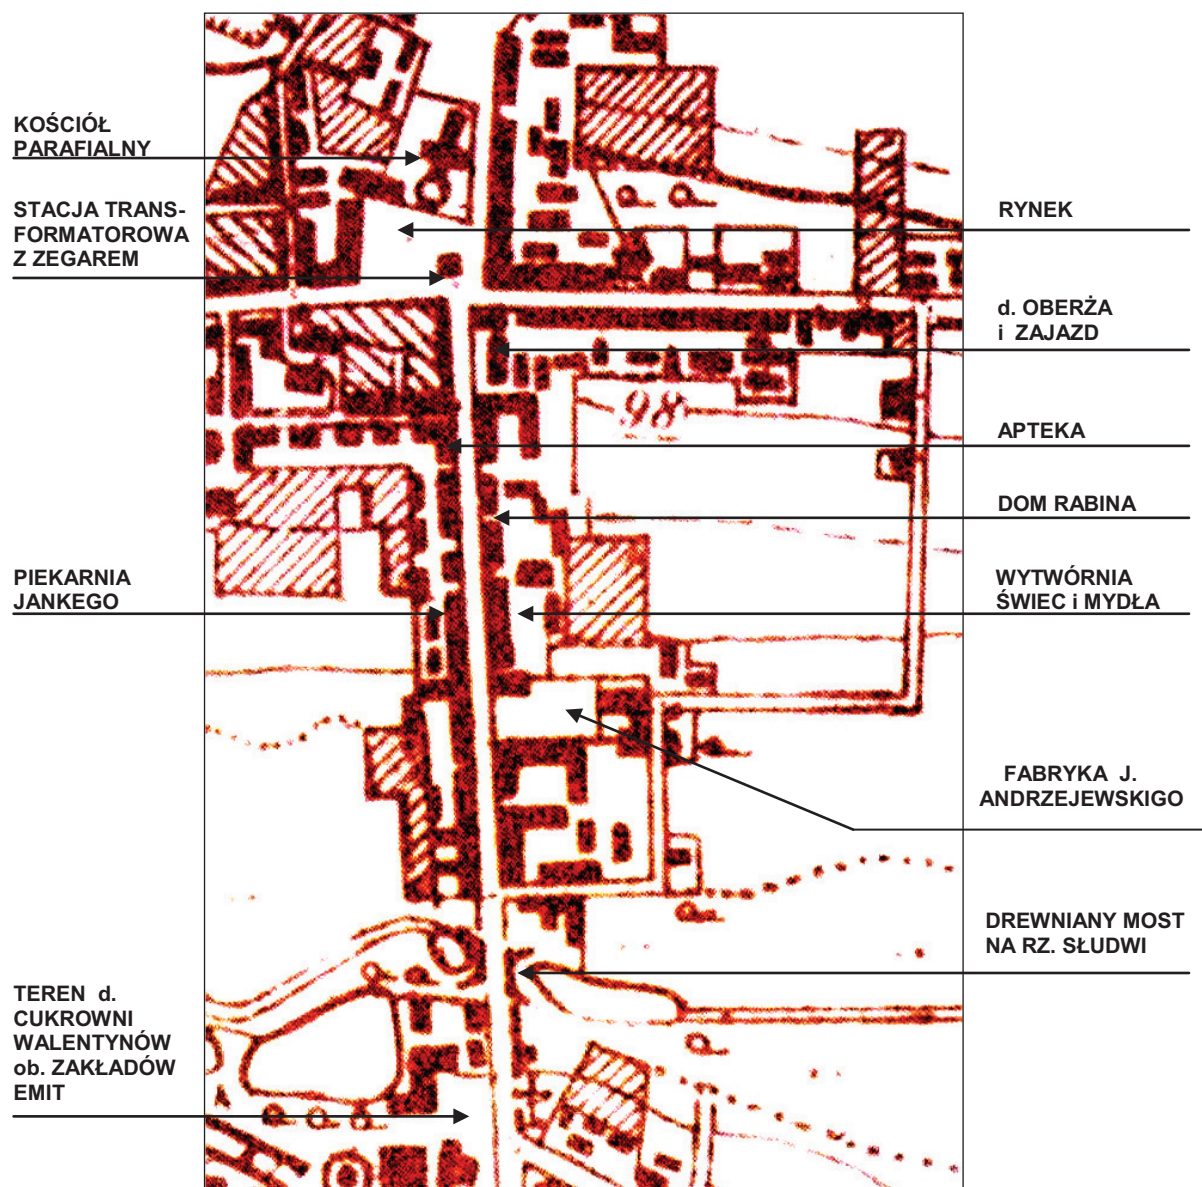 KOŚCIÓŁ
PARAFIALNY
STACJA TRANS-
FORMATOROWA
Z ZEGAREM
PIEKARNIA
JANKEGO
TEREN d.
CUKROWNI
WALENTYNÓW
ob. ZAKŁADÓW
EMIT
98
RYNEK
d. OBERŻA
i ZAJAZD
APTEKA
DOM RABINA
WYTWÓRNIA
ŚWIEC i MYDŁA
FABRYKA J.
ANDRZEJEWSKIGO
DREWNIANY MOST
NA RZ. SŁUDWI